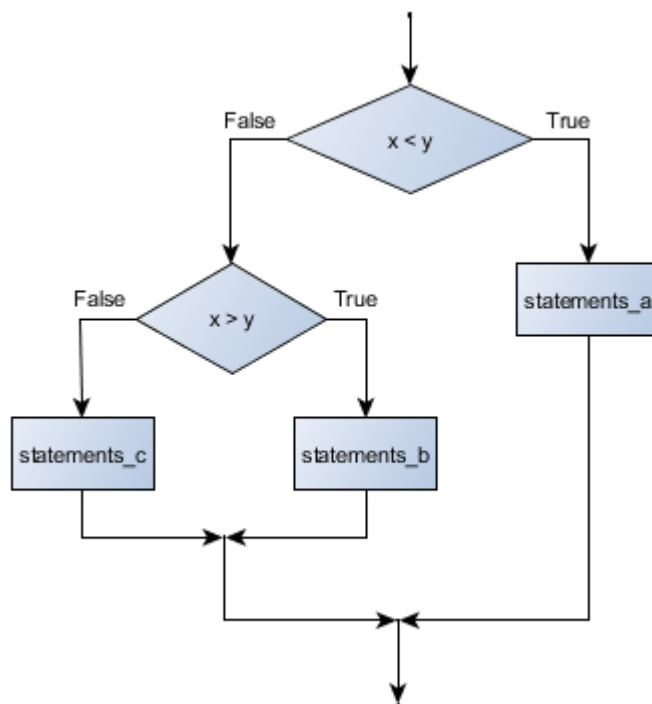 False
x < y
True
False
x > y
True
statements_a
statements_c
statements_b